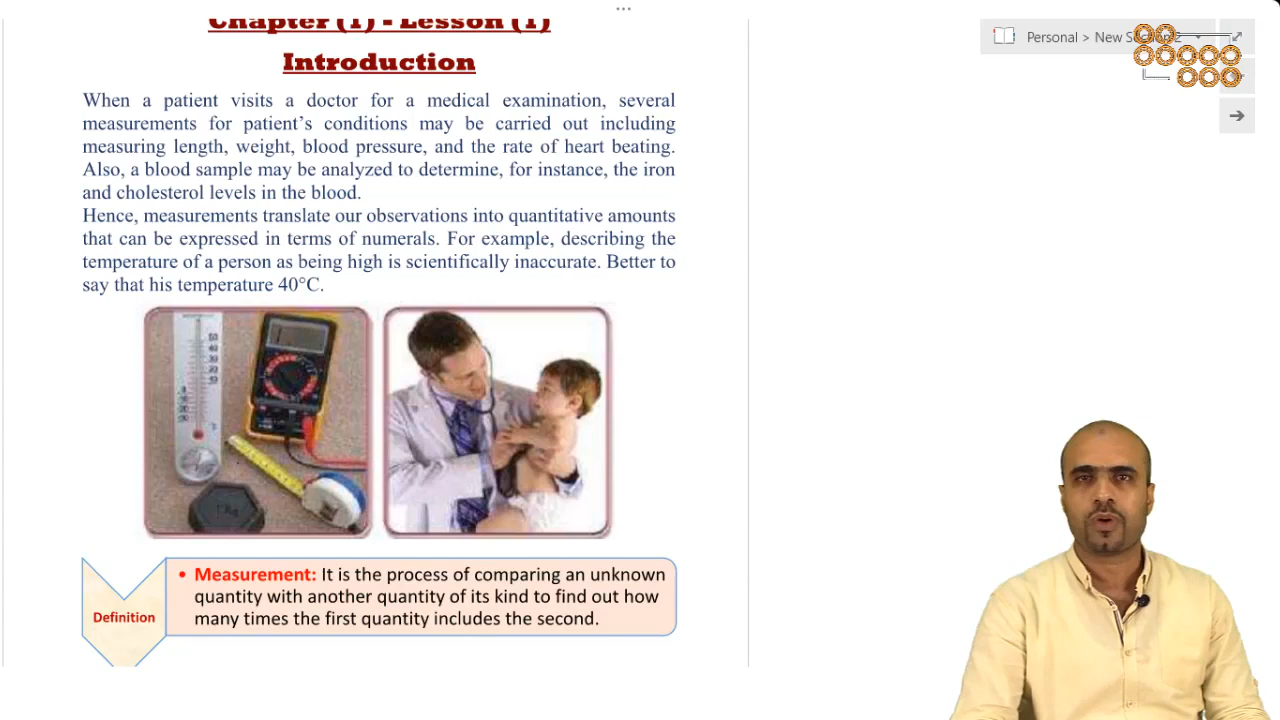 Chapter (1) - Lesson (1)
Introduction
When a patient visits a doctor for a medical examination, several
measurements for patient's conditions may be carried out including
measuring length, weight, blood pressure, and the rate of heart beating.
Also, a blood sample may be analyzed to determine, for instance, the iron
and cholesterol levels in the blood.
Hence, measurements translate our observations into quantitative amounts
that can be expressed in terms of numerals. For example, describing the
temperature of a person as being high is scientifically inaccurate. Better to
say that his temperature 40°C.
Definition
• Measurement: It is the process of comparing an unknown
quantity with another quantity of its kind to find out how
many times the first quantity includes the second.
Personal > New Section 2